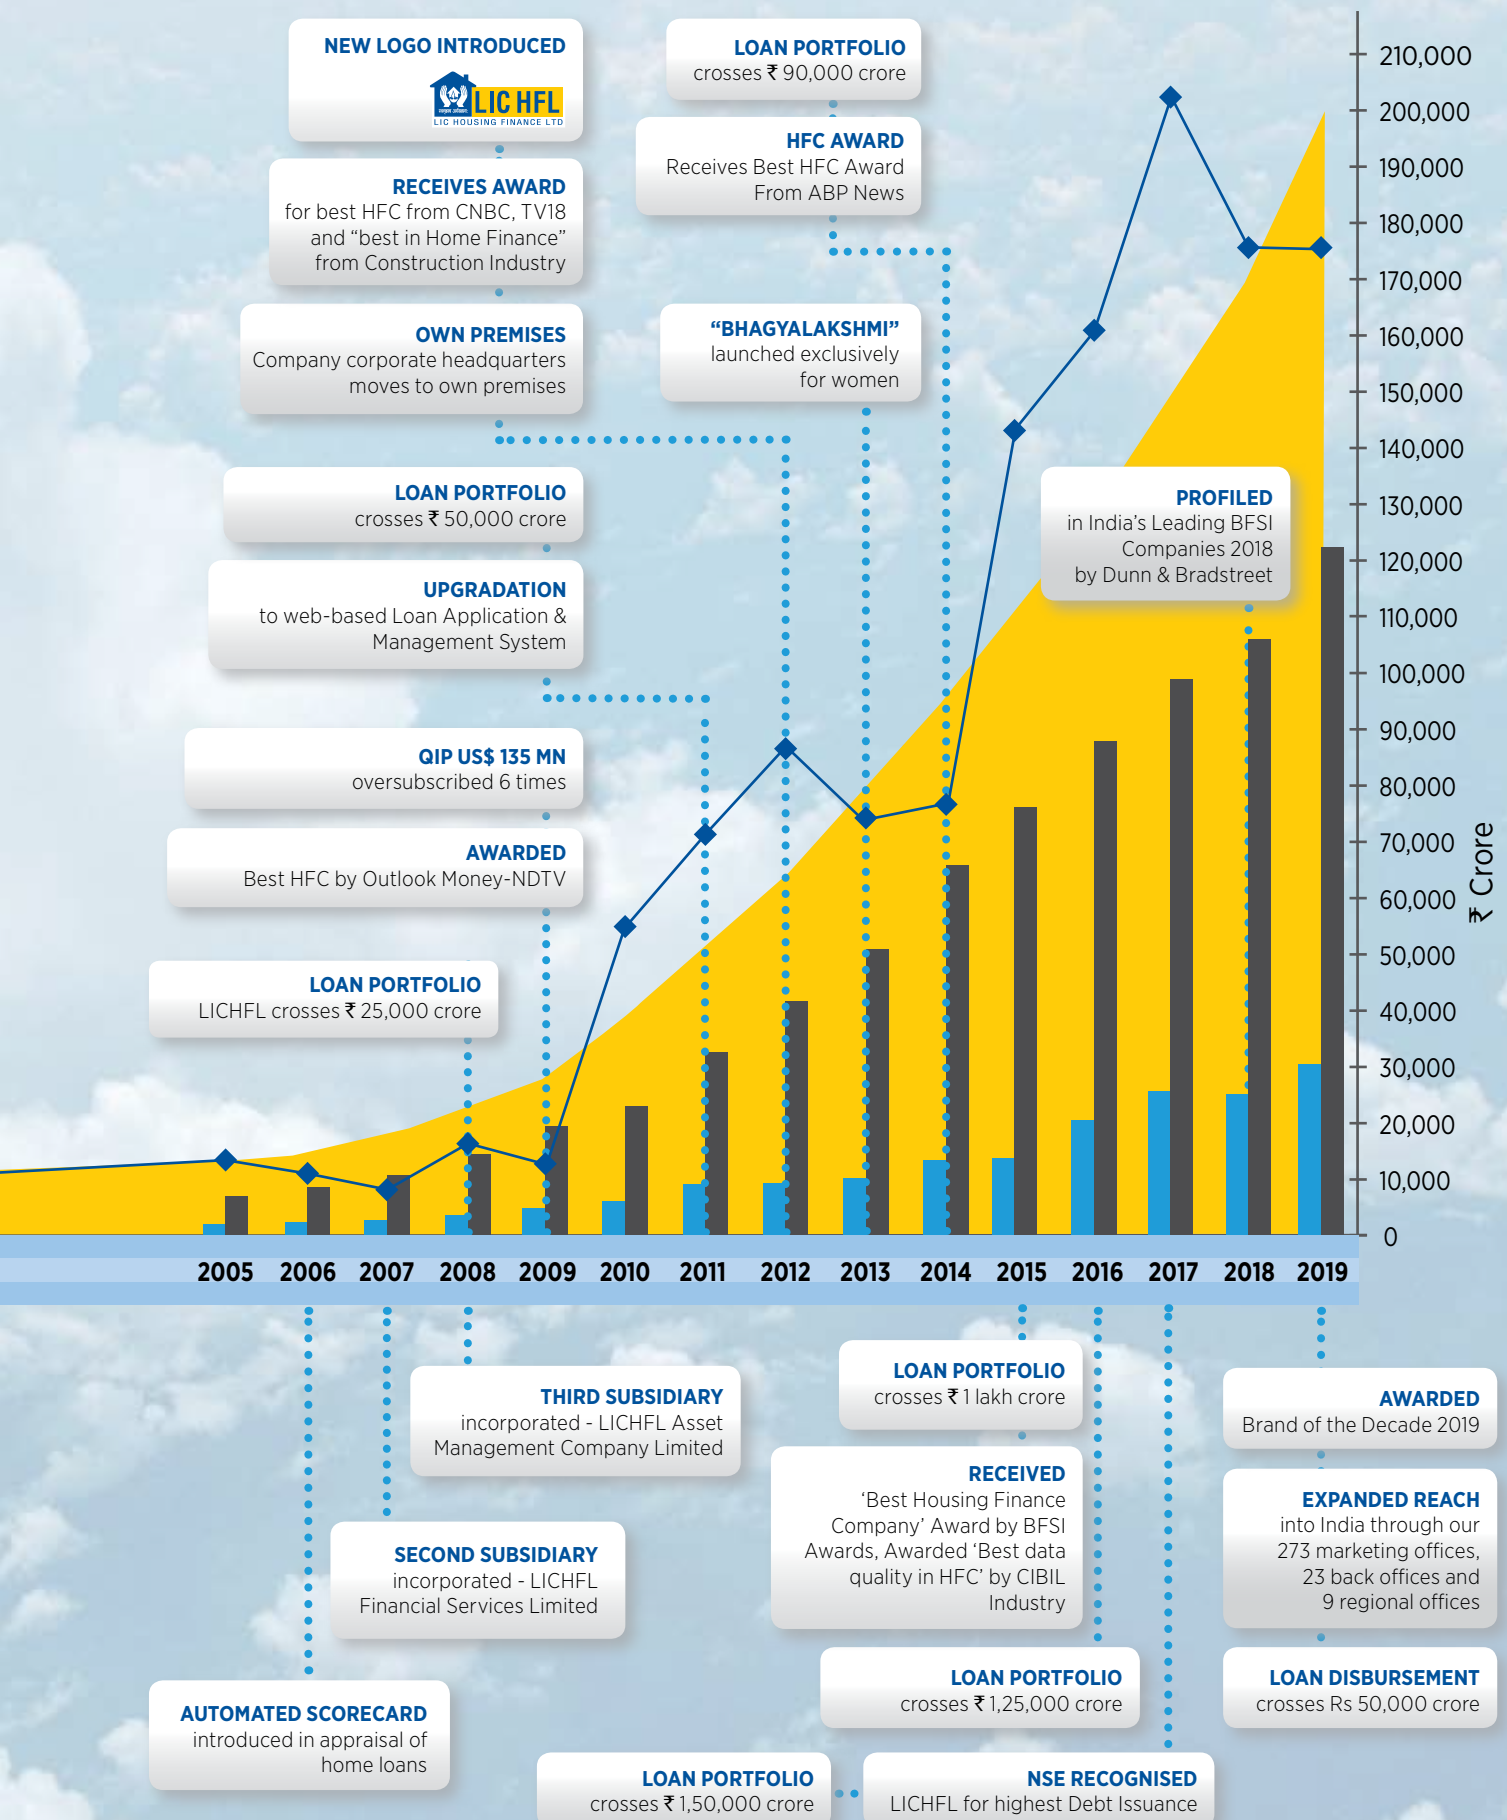 NEW LOGO INTRODUCED
LIC HFL
LIC HOUSING FINANCE LTD
RECEIVES AWARD
for best HFC from CNBC, TV18
and “best in Home Finance”
from Construction Industry
OWN PREMISES
Company corporate headquarters
moves to own premises
LOAN PORTFOLIO
crosses ₹ 50,000 crore
UPGRADATION
to web-based Loan Application &
Management System
QIP US$ 135 MN
oversubscribed 6 times
AWARDED
Best HFC by Outlook Money-NDTV
LOAN PORTFOLIO
LICHFL crosses ₹ 25,000 crore
LOAN PORTFOLIO
crosses ₹ 90,000 crore
HFC AWARD
Receives Best HFC Award
From ABP News
“BHAGYALAKSHMI”
launched exclusively
for women
PROFILED
in India’s Leading BFSI
Companies 2018
by Dunn & Bradstreet
210,000
200,000
190,000
180,000
170,000
160,000
150,000
140,000
130,000
120,000
110,000
100,000
90,000
80,000
70,000
60,000
50,000
40,000
30,000
20,000
10,000
0
₹ Crore
2005 2006 2007 2008 2009 2010 2011 2012 2013 2014 2015 2016 2017 2018 2019
THIRD SUBSIDIARY
incorporated - LICHFL Asset
Management Company Limited
SECOND SUBSIDIARY
incorporated - LICHFL
Financial Services Limited
AUTOMATED SCORECARD
introduced in appraisal of
home loans
LOAN PORTFOLIO
crosses ₹ 1 lakh crore
RECEIVED
‘Best Housing Finance
Company’ Award by BFSI
Awards, Awarded ‘Best data
quality in HFC’ by CIBIL
Industry
LOAN PORTFOLIO
crosses ₹ 1,25,000 crore
LOAN PORTFOLIO
crosses ₹ 1,50,000 crore
NSE RECOGNISED
LICHFL for highest Debt Issuance
AWARDED
Brand of the Decade 2019
EXPANDED REACH
into India through our
273 marketing offices,
23 back offices and
9 regional offices
LOAN DISBURSEMENT
crosses Rs 50,000 crore